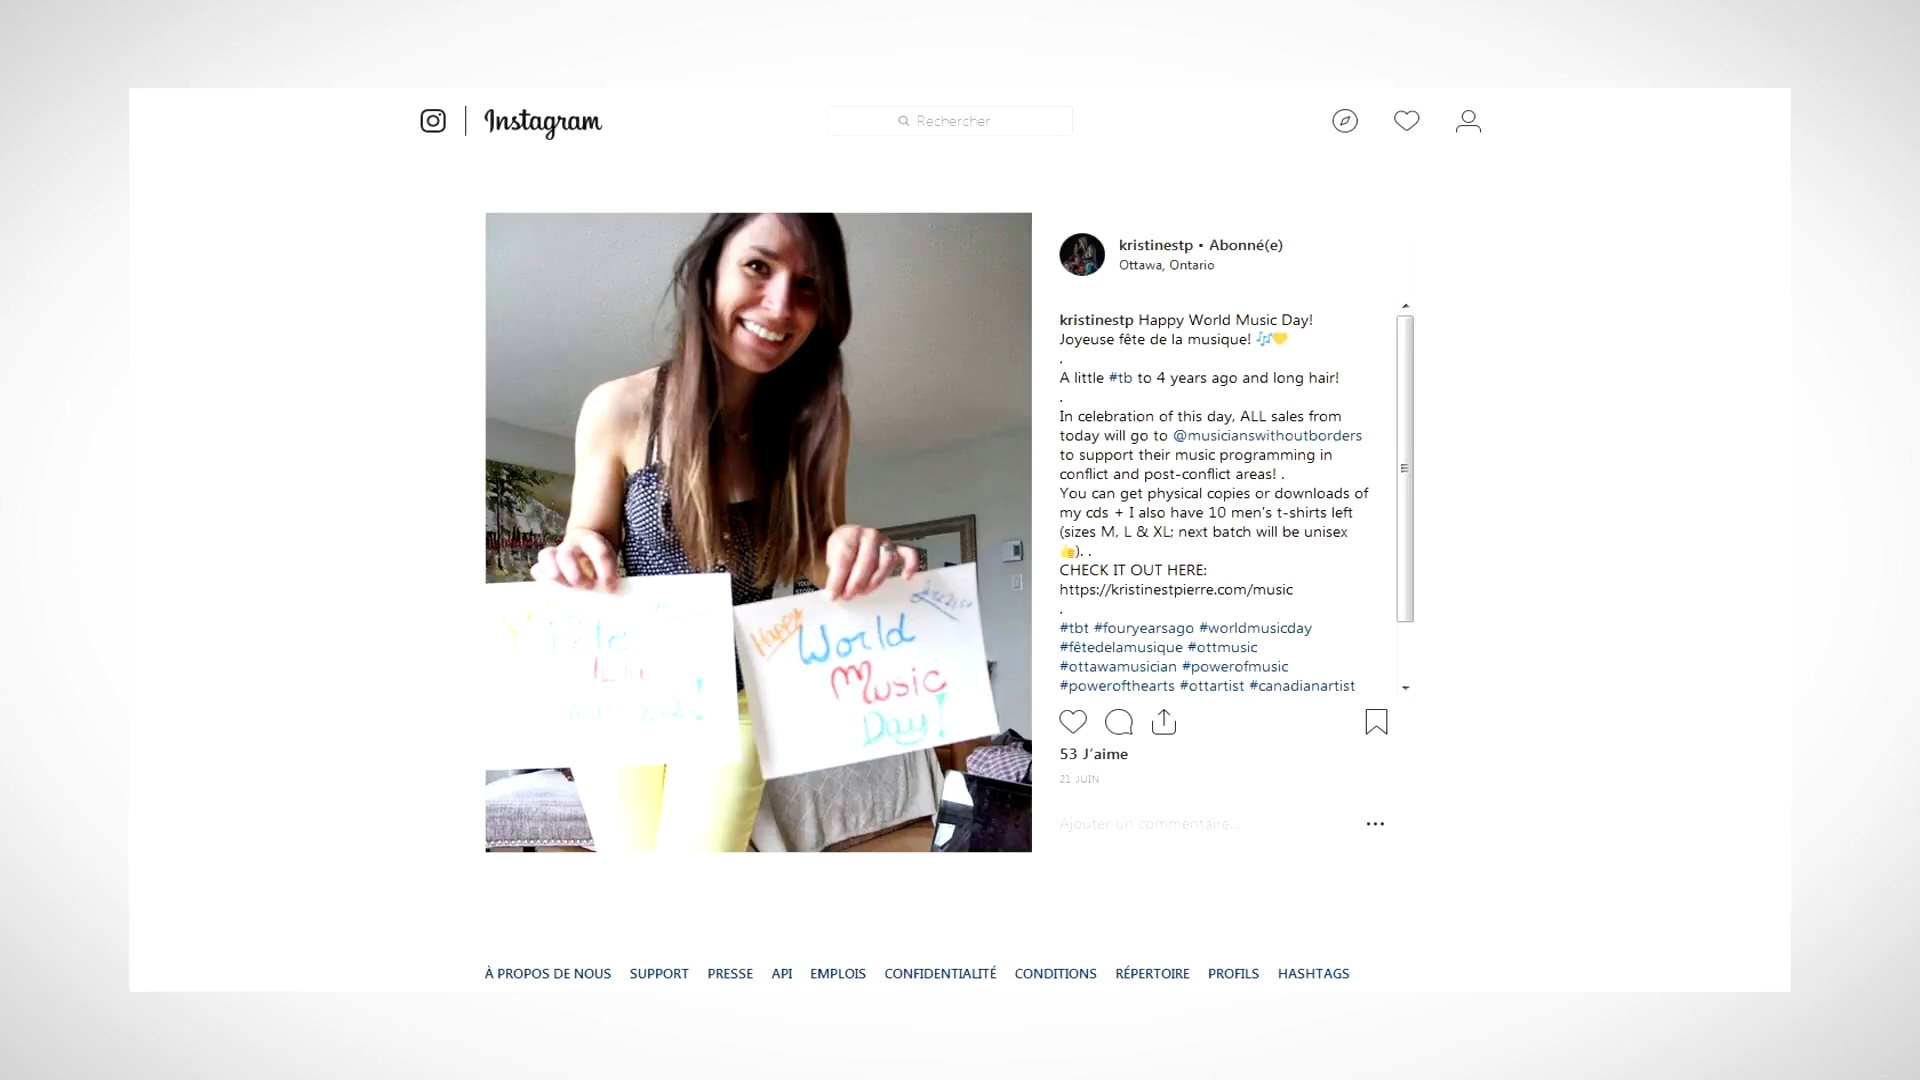 Instagram
Rechercher
kristinestp • Abonné(e)
Ottawa, Ontario
kristinestp Happy World Music Day!
Joyeuse fête de la musique! 🎶💛
.
A little #tb to 4 years ago and long hair!
.
In celebration of this day, ALL sales from
today will go to @musicianswithoutborders
to support their music programming in
conflict and post-conflict areas! .
You can get physical copies or downloads of
my cds + I also have 10 men's t-shirts left
(sizes M, L & XL; next batch will be unisex
👍). .
CHECK IT OUT HERE:
https://kristinestpierre.com/music
.
#tbt #fouryearsago #worldmusicday
#fêtedelamusique #ottmusic
#ottawamusician #powerofmusic
#powerofthearts #ottartist #canadianartist
53 J'aime
21 JUIN
Ajouter un commentaire...
Fête
Happy
World
Music
Day!
À PROPOS DE NOUS SUPPORT PRESSE API EMPLOIS CONFIDENTIALITÉ CONDITIONS RÉPERTOIRE PROFILS HASHTAGS